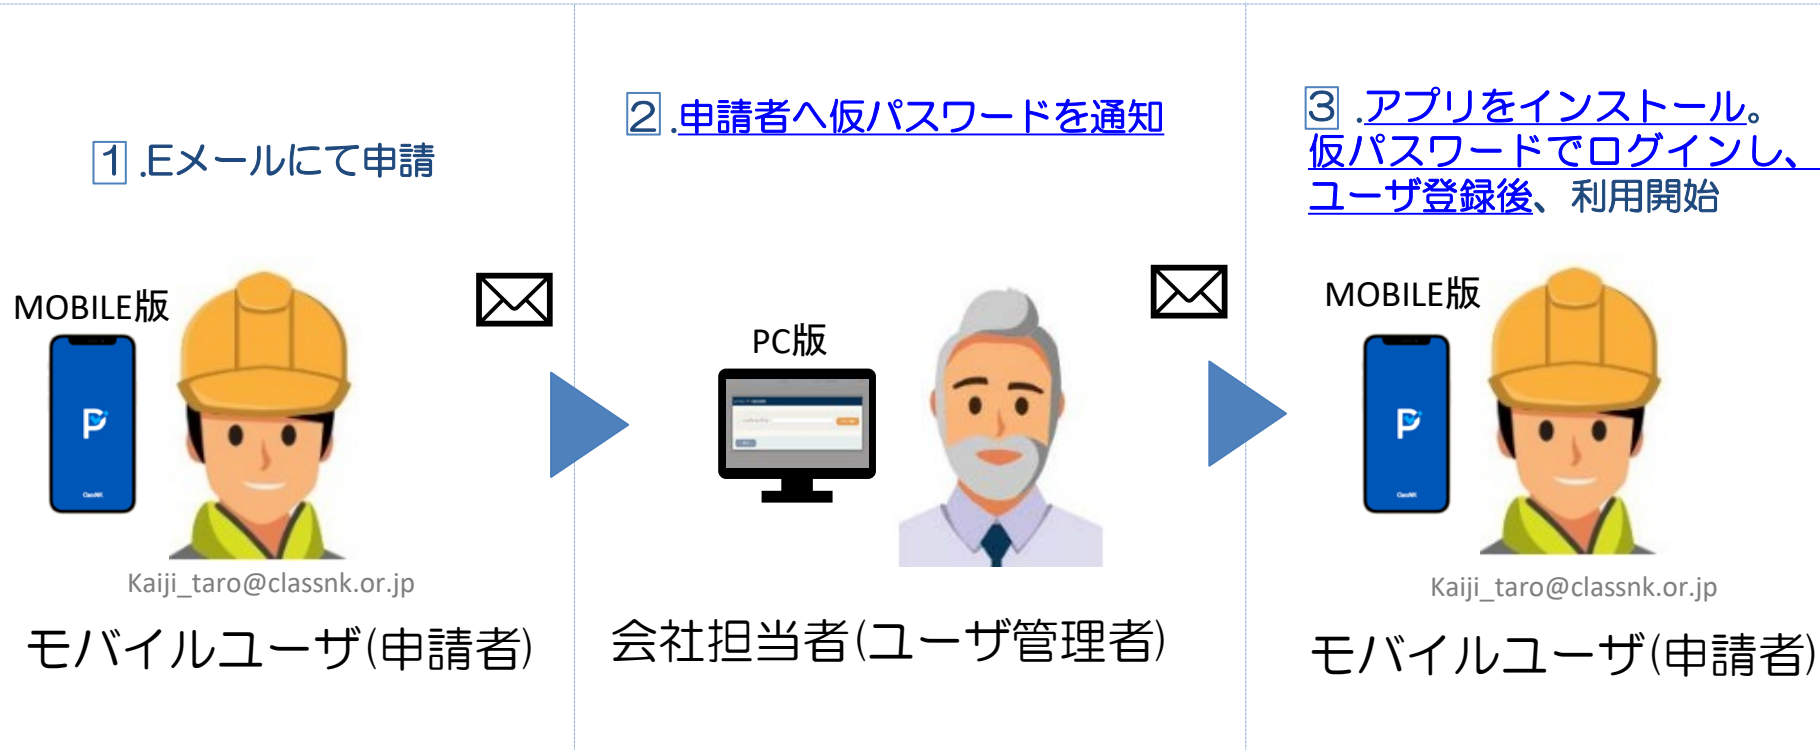 1.Eメールにて申請
MOBILE版
P
ClassNK
Kaiji_taro@classnk.or.jp
モバイルユーザ(申請者)
2.申請者へ仮パスワードを通知
PC版
会社担当者(ユーザ管理者)
3.アプリをインストール。
仮パスワードでログインし、
ユーザ登録後、利用開始
MOBILE版
P
ClassNK
Kaiji_taro@classnk.or.jp
モバイルユーザ(申請者)